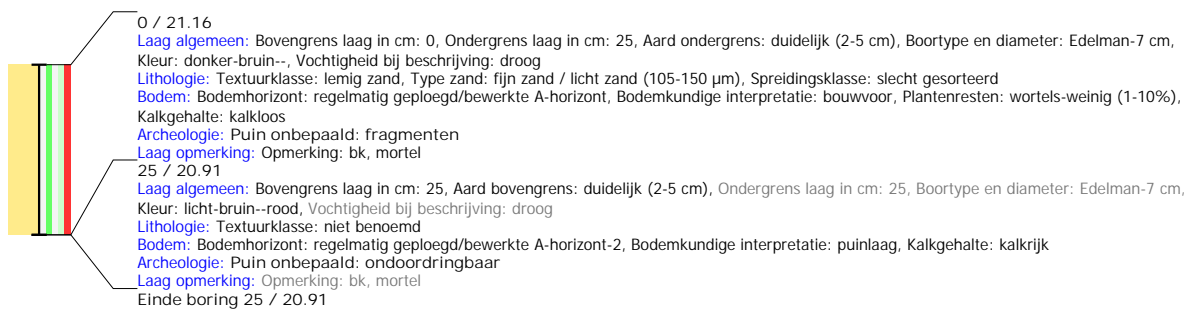 0 / 21.16
Laag algemeen: Bovengrens laag in cm: 0, Ondergrens laag in cm: 25, Aard ondergrens: duidelijk (2-5 cm), Boortype en diameter: Edelman-7 cm,
Kleur: donker-bruin--, Vochtigheid bij beschrijving: droog
Lithologie: Textuurklasse: lemig zand, Type zand: fijn zand / licht zand (105-150 µm), Spreidingsklasse: slecht gesorteerd
Bodem: Bodemhorizont: regelmatig geploegd/bewerkte A-horizont, Bodemkundige interpretatie: bouwvoor, Plantenresten: wortels-weinig (1-10%),
Kalkgehalte: kalkloos
Archeologie: Puin onbepaald: fragmenten
Laag opmerking: Opmerking: bk, mortel
25 / 20.91
Laag algemeen: Bovengrens laag in cm: 25, Aard bovengrens: duidelijk (2-5 cm), Ondergrens laag in cm: 25, Boortype en diameter: Edelman-7 cm,
Kleur: licht-bruin--rood, Vochtigheid bij beschrijving: droog
Lithologie: Textuurklasse: niet benoemd
Bodem: Bodemhorizont: regelmatig geploegd/bewerkte A-horizont-2, Bodemkundige interpretatie: puinlaag, Kalkgehalte: kalkrijk
Archeologie: Puin onbepaald: ondoordringbaar
Laag opmerking: Opmerking: bk, mortel
Einde boring 25 / 20.91